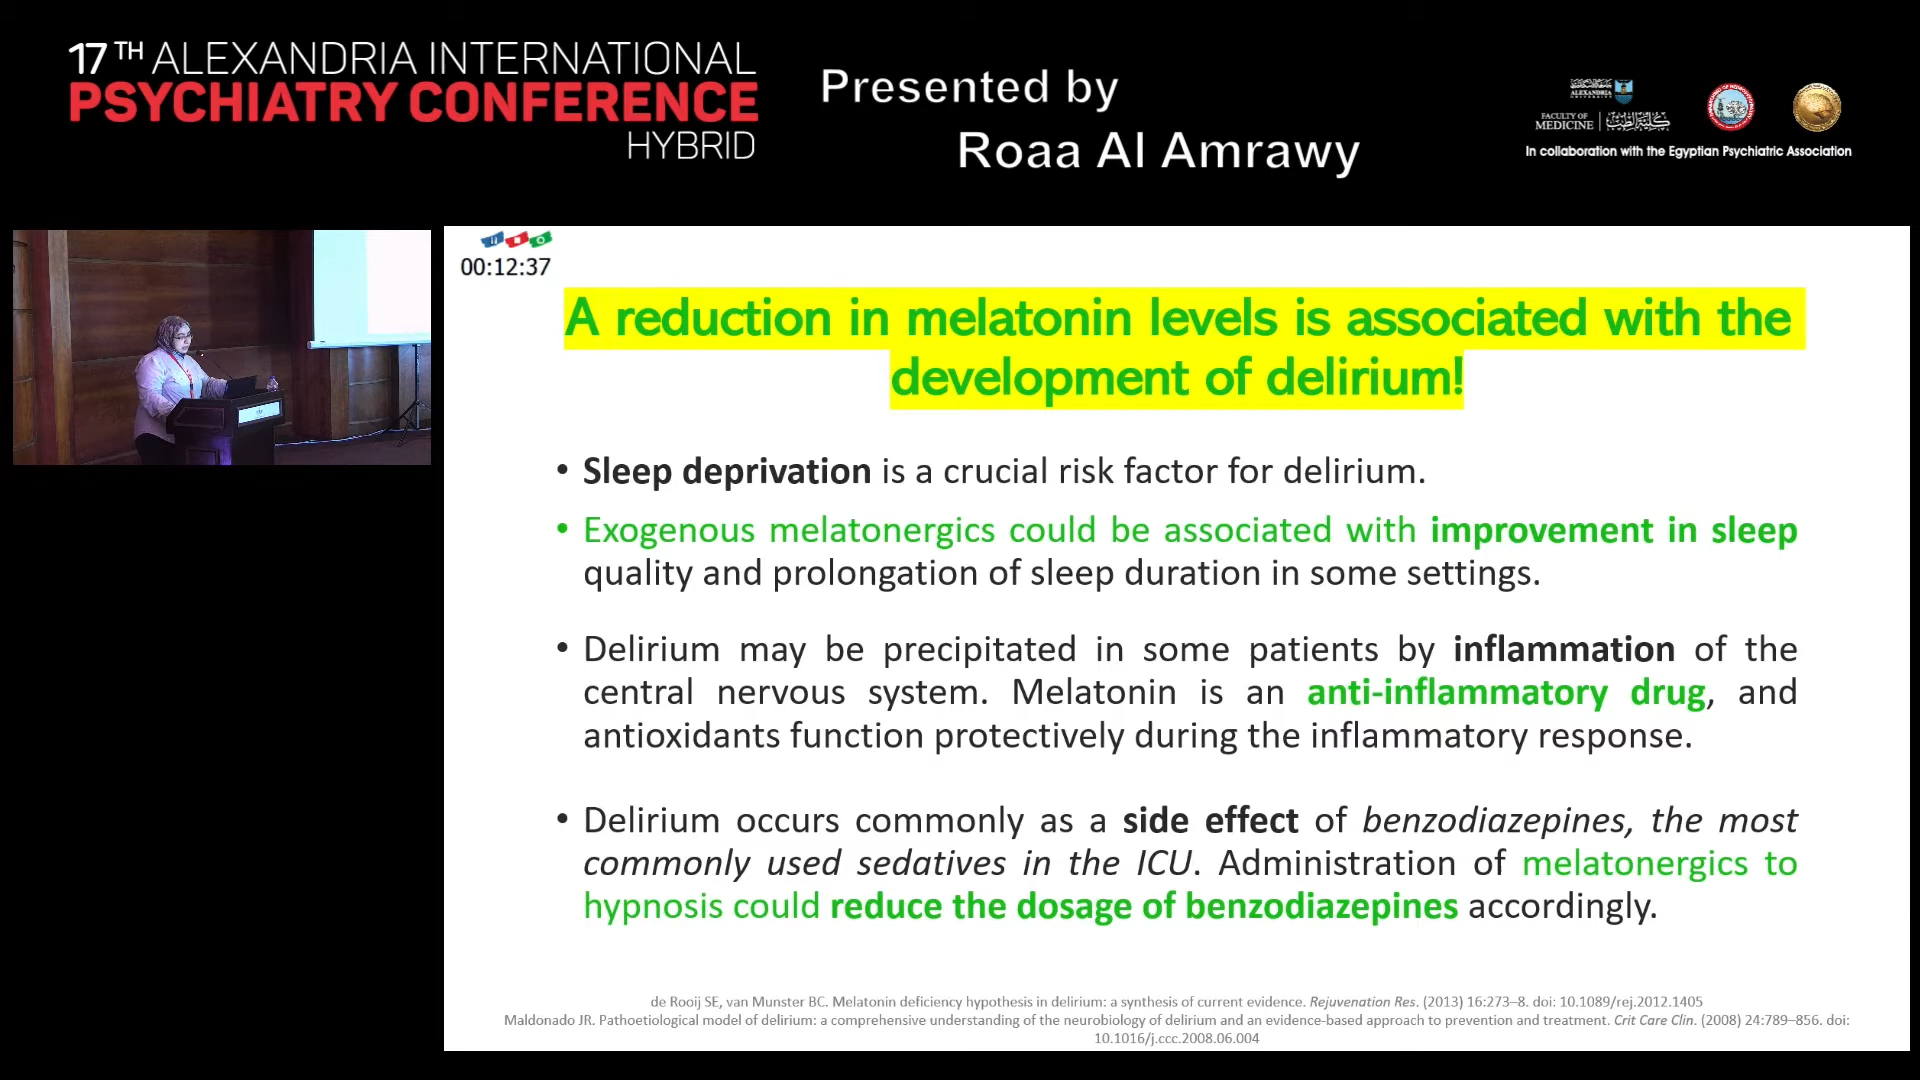 17TH ALEXANDRIA INTERNATIONAL
PSYCHIATRY CONFERENCE
HYBRID
Presented by
Roaa Al Amrawy
ALEXANDRIA
FACULTY OF
MEDICINE
كلية الطب
In collaboration with the Egyptian Psychiatric Association
00:12:37
A reduction in melatonin levels is associated with the
development of delirium!
• Sleep deprivation is a crucial risk factor for delirium.
• Exogenous melatonergics could be associated with improvement in sleep
quality and prolongation of sleep duration in some settings.
• Delirium may be precipitated in some patients by inflammation of the
central nervous system. Melatonin is an anti-inflammatory drug, and
antioxidants function protectively during the inflammatory response.
• Delirium occurs commonly as a side effect of benzodiazepines, the most
commonly used sedatives in the ICU. Administration of melatonergics to
hypnosis could reduce the dosage of benzodiazepines accordingly.
de Rooij SE, van Munster BC. Melatonin deficiency hypothesis in delirium: a synthesis of current evidence. Rejuvenation Res. (2013) 16:273–8. doi: 10.1089/rej.2012.1405
Maldonado JR. Pathoetiological model of delirium: a comprehensive understanding of the neurobiology of delirium and an evidence-based approach to prevention and treatment. Crit Care Clin. (2008) 24:789–856. doi:
10.1016/j.ccc.2008.06.004